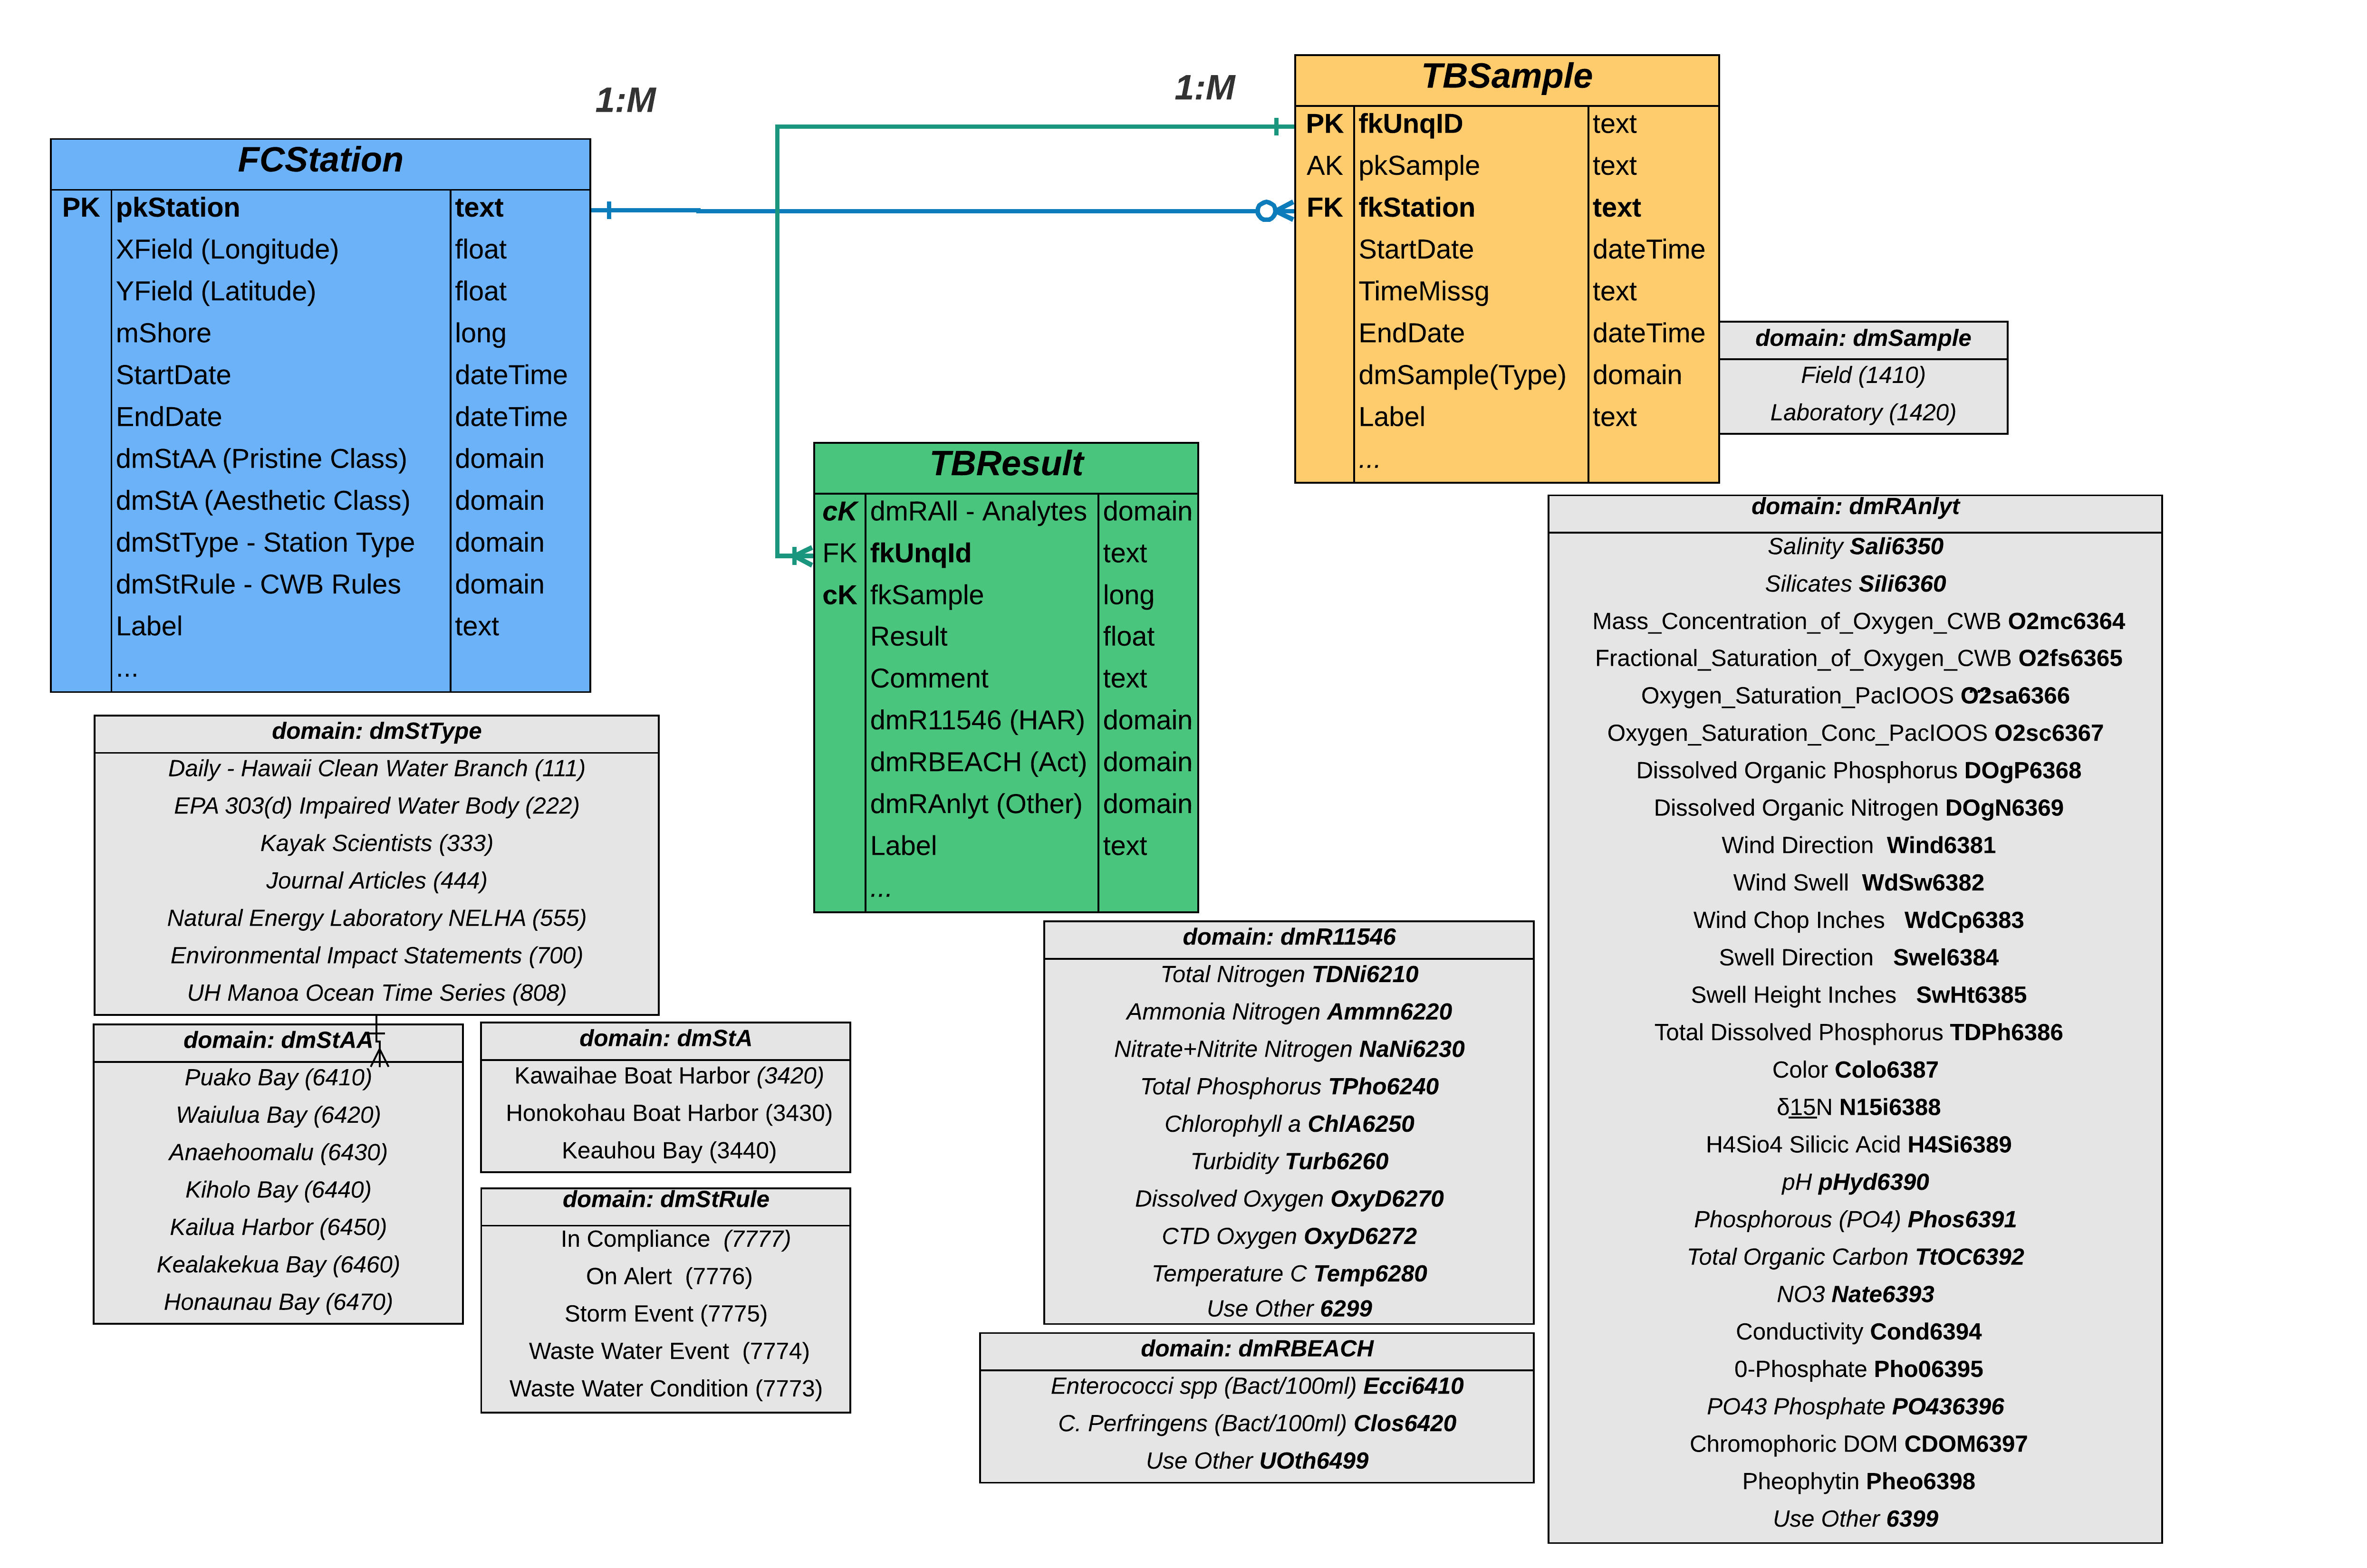 1:M
1:M
FCStation
PK pkStation text
XField (Longitude) float
YField (Latitude) float
mShore long
StartDate dateTime
EndDate dateTime
dmStAA (Pristine Class) domain
dmStA (Aesthetic Class) domain
dmStType - Station Type domain
dmStRule - CWB Rules domain
Label text
...
TBSample
PK fkUnqID text
AK pkSample text
FK fkStation text
StartDate dateTime
TimeMissg text
EndDate dateTime
dmSample(Type) domain
Label text
...
domain: dmSample
Field (1410)
Laboratory (1420)
TBResult
cK dmRAll - Analytes domain
FK fkUnqId text
cK fkSample long
Result float
Comment text
dmR11546 (HAR) domain
dmRBEACH (Act) domain
dmRAnlyt (Other) domain
Label text
...
domain: dmStType
Daily - Hawaii Clean Water Branch (111)
EPA 303(d) Impaired Water Body (222)
Kayak Scientists (333)
Journal Articles (444)
Natural Energy Laboratory NELHA (555)
Environmental Impact Statements (700)
UH Manoa Ocean Time Series (808)
domain: dmStAA
Puako Bay (6410)
Waiulua Bay (6420)
Anaehoomalu (6430)
Kiholo Bay (6440)
Kailua Harbor (6450)
Kealakekua Bay (6460)
Honaunau Bay (6470)
domain: dmStA
Kawaihae Boat Harbor (3420)
Honokohau Boat Harbor (3430)
Keauhou Bay (3440)
domain: dmStRule
In Compliance (7777)
On Alert (7776)
Storm Event (7775)
Waste Water Event (7774)
Waste Water Condition (7773)
domain: dmR11546
Total Nitrogen TDNi6210
Ammonia Nitrogen Ammn6220
Nitrate+Nitrite Nitrogen NaNi6230
Total Phosphorus TPho6240
Chlorophyll a ChlA6250
Turbidity Turb6260
Dissolved Oxygen OxyD6270
CTD Oxygen OxyD6272
Temperature C Temp6280
Use Other 6299
domain: dmRBEACH
Enterococci spp (Bact/100ml) Ecci6410
C. Perfringens (Bact/100ml) Clos6420
Use Other UOth6499
domain: dmRAnlyt
Salinity Sali6350
Silicates Sili6360
Mass_Concentration_of_Oxygen_CWB O2mc6364
Fractional_Saturation_of_Oxygen_CWB O2fs6365
Oxygen_Saturation_PacIOOS O2sa6366
Oxygen_Saturation_Conc_PacIOOS O2sc6367
Dissolved Organic Phosphorus DOgP6368
Dissolved Organic Nitrogen DOgN6369
Wind Direction Wind6381
Wind Swell WdSw6382
Wind Chop Inches WdCp6383
Swell Direction Swel6384
Swell Height Inches SwHt6385
Total Dissolved Phosphorus TDPh6386
Color Colo6387
δ15N N15i6388
H4Sio4 Silicic Acid H4Si6389
pH pHyd6390
Phosphorous (PO4) Phos6391
Total Organic Carbon TtOC6392
NO3 Nate6393
Conductivity Cond6394
0-Phosphate Pho06395
PO43 Phosphate PO436396
Chromophoric DOM CDOM6397
Pheophytin Pheo6398
Use Other 6399